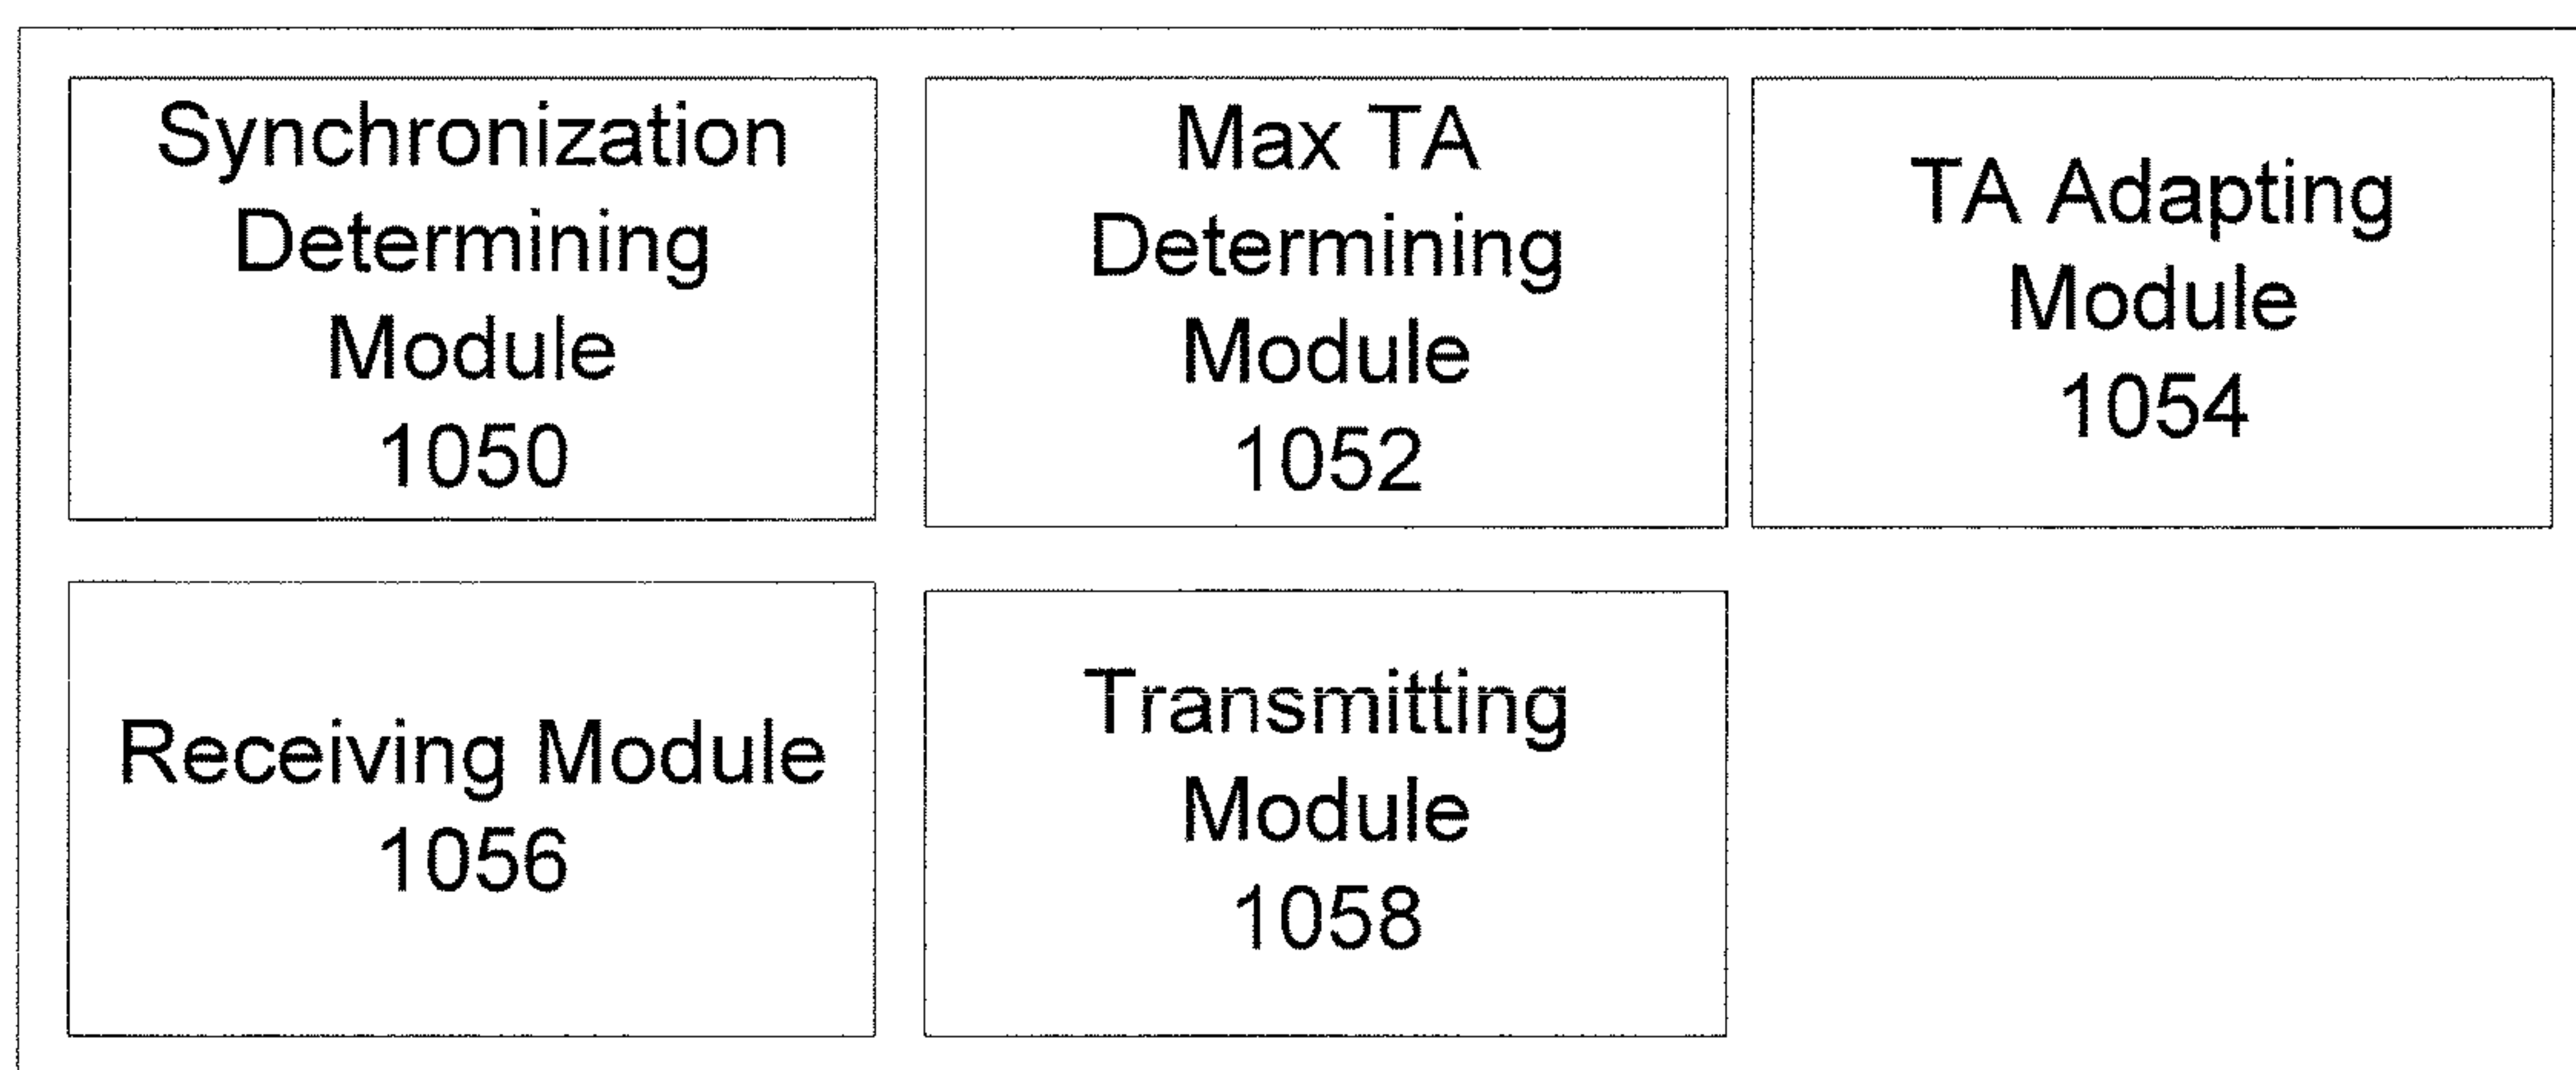 Synchronization
Determining
Module
1050
Max TA
Determining
Module
1052
TA Adapting
Module
1054
Receiving Module
1056
Transmitting
Module
1058